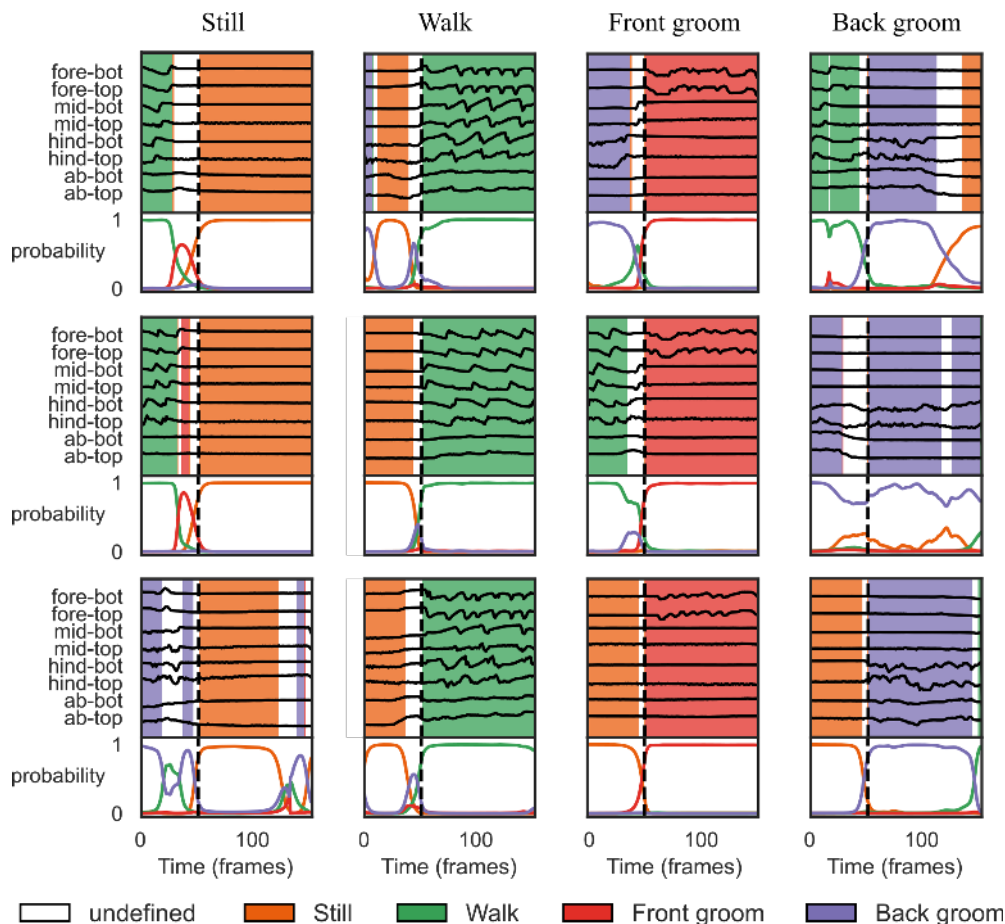 Still Walk Front groom Back groom
fore-bot
fore-top
mid-bot
mid-top
hind-bot
hind-top
ab-bot
ab-top
1
probability
0
fore-bot
fore-top
mid-bot
mid-top
hind-bot
hind-top
ab-bot
ab-top
1
probability
0
fore-bot
fore-top
mid-bot
mid-top
hind-bot
hind-top
ab-bot
ab-top
1
probability
0
0 100 0 100 0 100 0 100
Time (frames) Time (frames) Time (frames) Time (frames)
undefined Still Walk Front groom Back groom